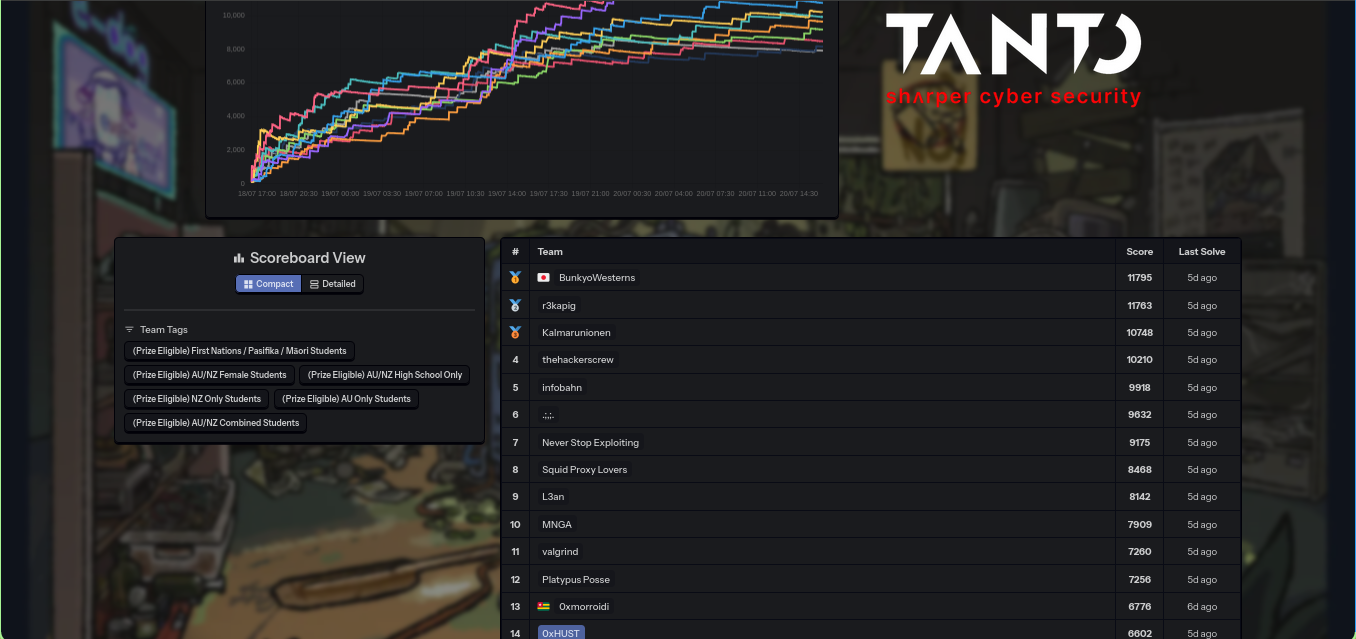 10,000
8,000
6,000
4,000
2,000
0
18/07 17:00 18/07 20:30 19/07 00:00 19/07 03:30 19/07 07:00 19/07 10:30 19/07 14:00 19/07 17:30 19/07 21:00 20/07 00:30 20/07 04:00 20/07 07:30 20/07 11:00 20/07 14:30
TANTO
sharper cyber security
Scoreboard View
Compact Detailed
Team Tags
(Prize Eligible) First Nations / Pasifika / Māori Students
(Prize Eligible) AU/NZ Female Students (Prize Eligible) AU/NZ High School Only
(Prize Eligible) NZ Only Students (Prize Eligible) AU Only Students
(Prize Eligible) AU/NZ Combined Students
# Team Score Last Solve
1 BunkyoWesterns 11795 5d ago
2 r3kapig 11763 5d ago
3 Kalmarunionen 10748 5d ago
4 thehackerscrew 10210 5d ago
5 infobahn 9918 5d ago
6 .;,;. 9632 5d ago
7 Never Stop Exploiting 9175 5d ago
8 Squid Proxy Lovers 8468 5d ago
9 L3an 8142 5d ago
10 MNGA 7909 5d ago
11 valgrind 7260 5d ago
12 Platypus Posse 7256 5d ago
13 0xmorroidi 6776 6d ago
14 0xHUST 6602 5d ago